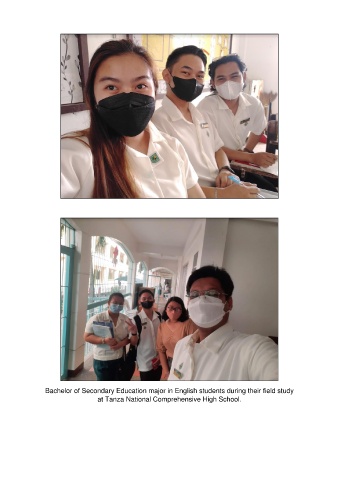 Bachelor of Secondary Education major in English students during their field study
at Tanza National Comprehensive High School.